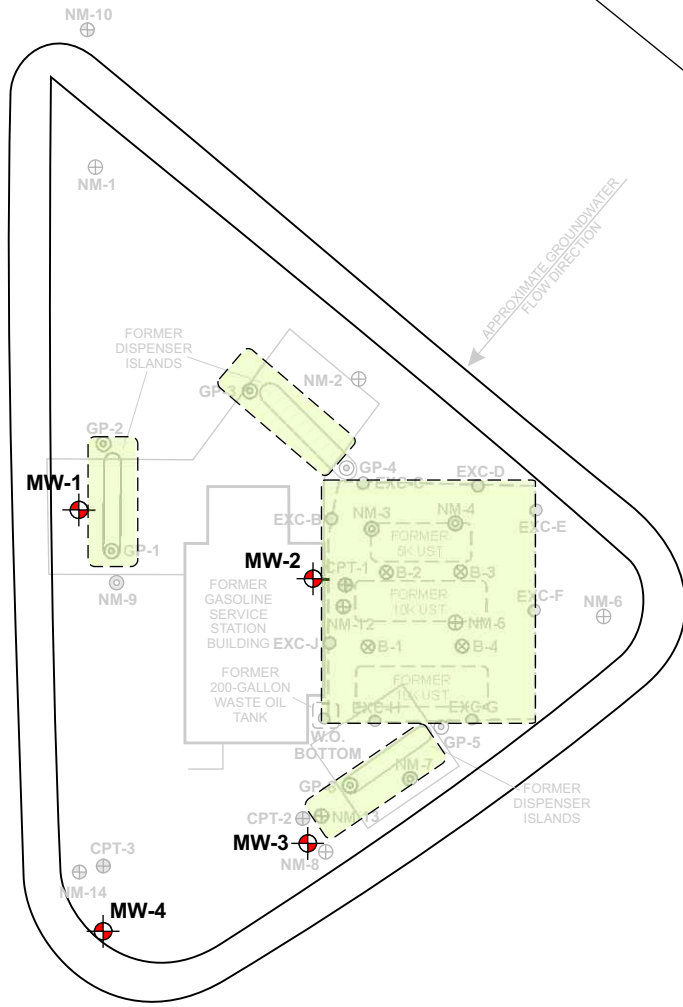 NM-10
NM-1
APPROXIMATE GROUNDWATER
FLOW DIRECTION
FORMER
DISPENSER
ISLANDS
GP-3
NM-2
GP-2
GP-4
MW-1
EXC-C
EXC-D
EXC-B
NM-3
NM-4
EXC-E
FORMER
5K UST
GP-1
MW-2
CPT-1
B-2
B-3
NM-9
FORMER
GASOLINE
SERVICE
STATION
BUILDING
FORMER
10K UST
EXC-F
NM-12
NM-5
NM-6
EXC-J
B-1
B-4
FORMER
200-GALLON
WASTE OIL
TANK
FORMER
10K UST
EXC-H
EXC-G
W.O.
BOTTOM
GP-5
NM-7
GP-6
FORMER
DISPENSER
ISLANDS
CPT-2
NM-13
MW-3
NM-8
CPT-3
NM-14
MW-4